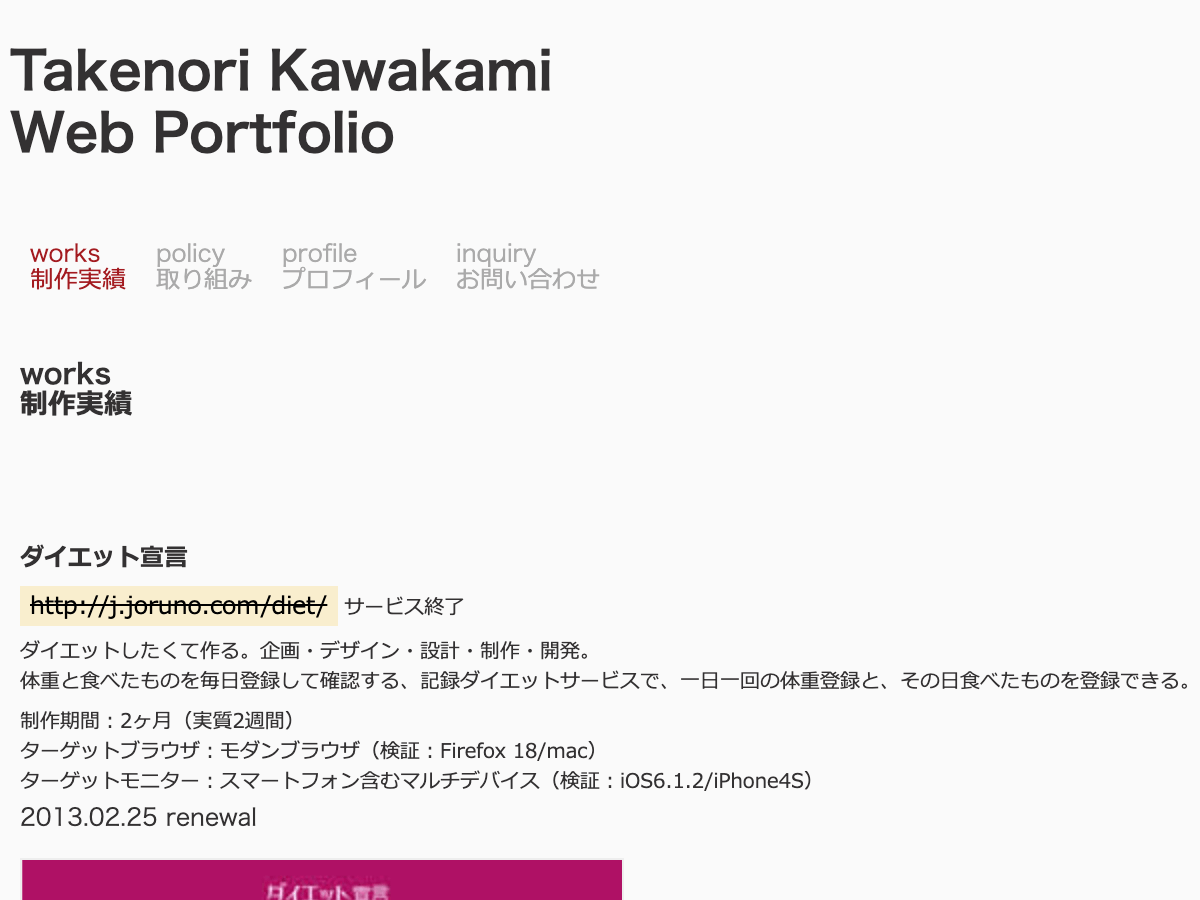 Takenori Kawakami
Web Portfolio
works
制作実績
policy
取り組み
profile
プロフィール
inquiry
お問い合わせ
works
制作実績
ダイエット宣言
http://j.joruno.com/diet/ サービス終了
ダイエットしたくて作る。企画・デザイン・設計・制作・開発。
体重と食べたものを毎日登録して確認する、記録ダイエットサービスで、一日一回の体重登録と、その日食べたものを登録できる。
制作期間：2ヶ月（実質2週間）
ターゲットブラウザ：モダンブラウザ（検証：Firefox 18/mac）
ターゲットモニター：スマートフォン含むマルチデバイス（検証：iOS6.1.2/iPhone4S）
2013.02.25 renewal
ダイエット宣言